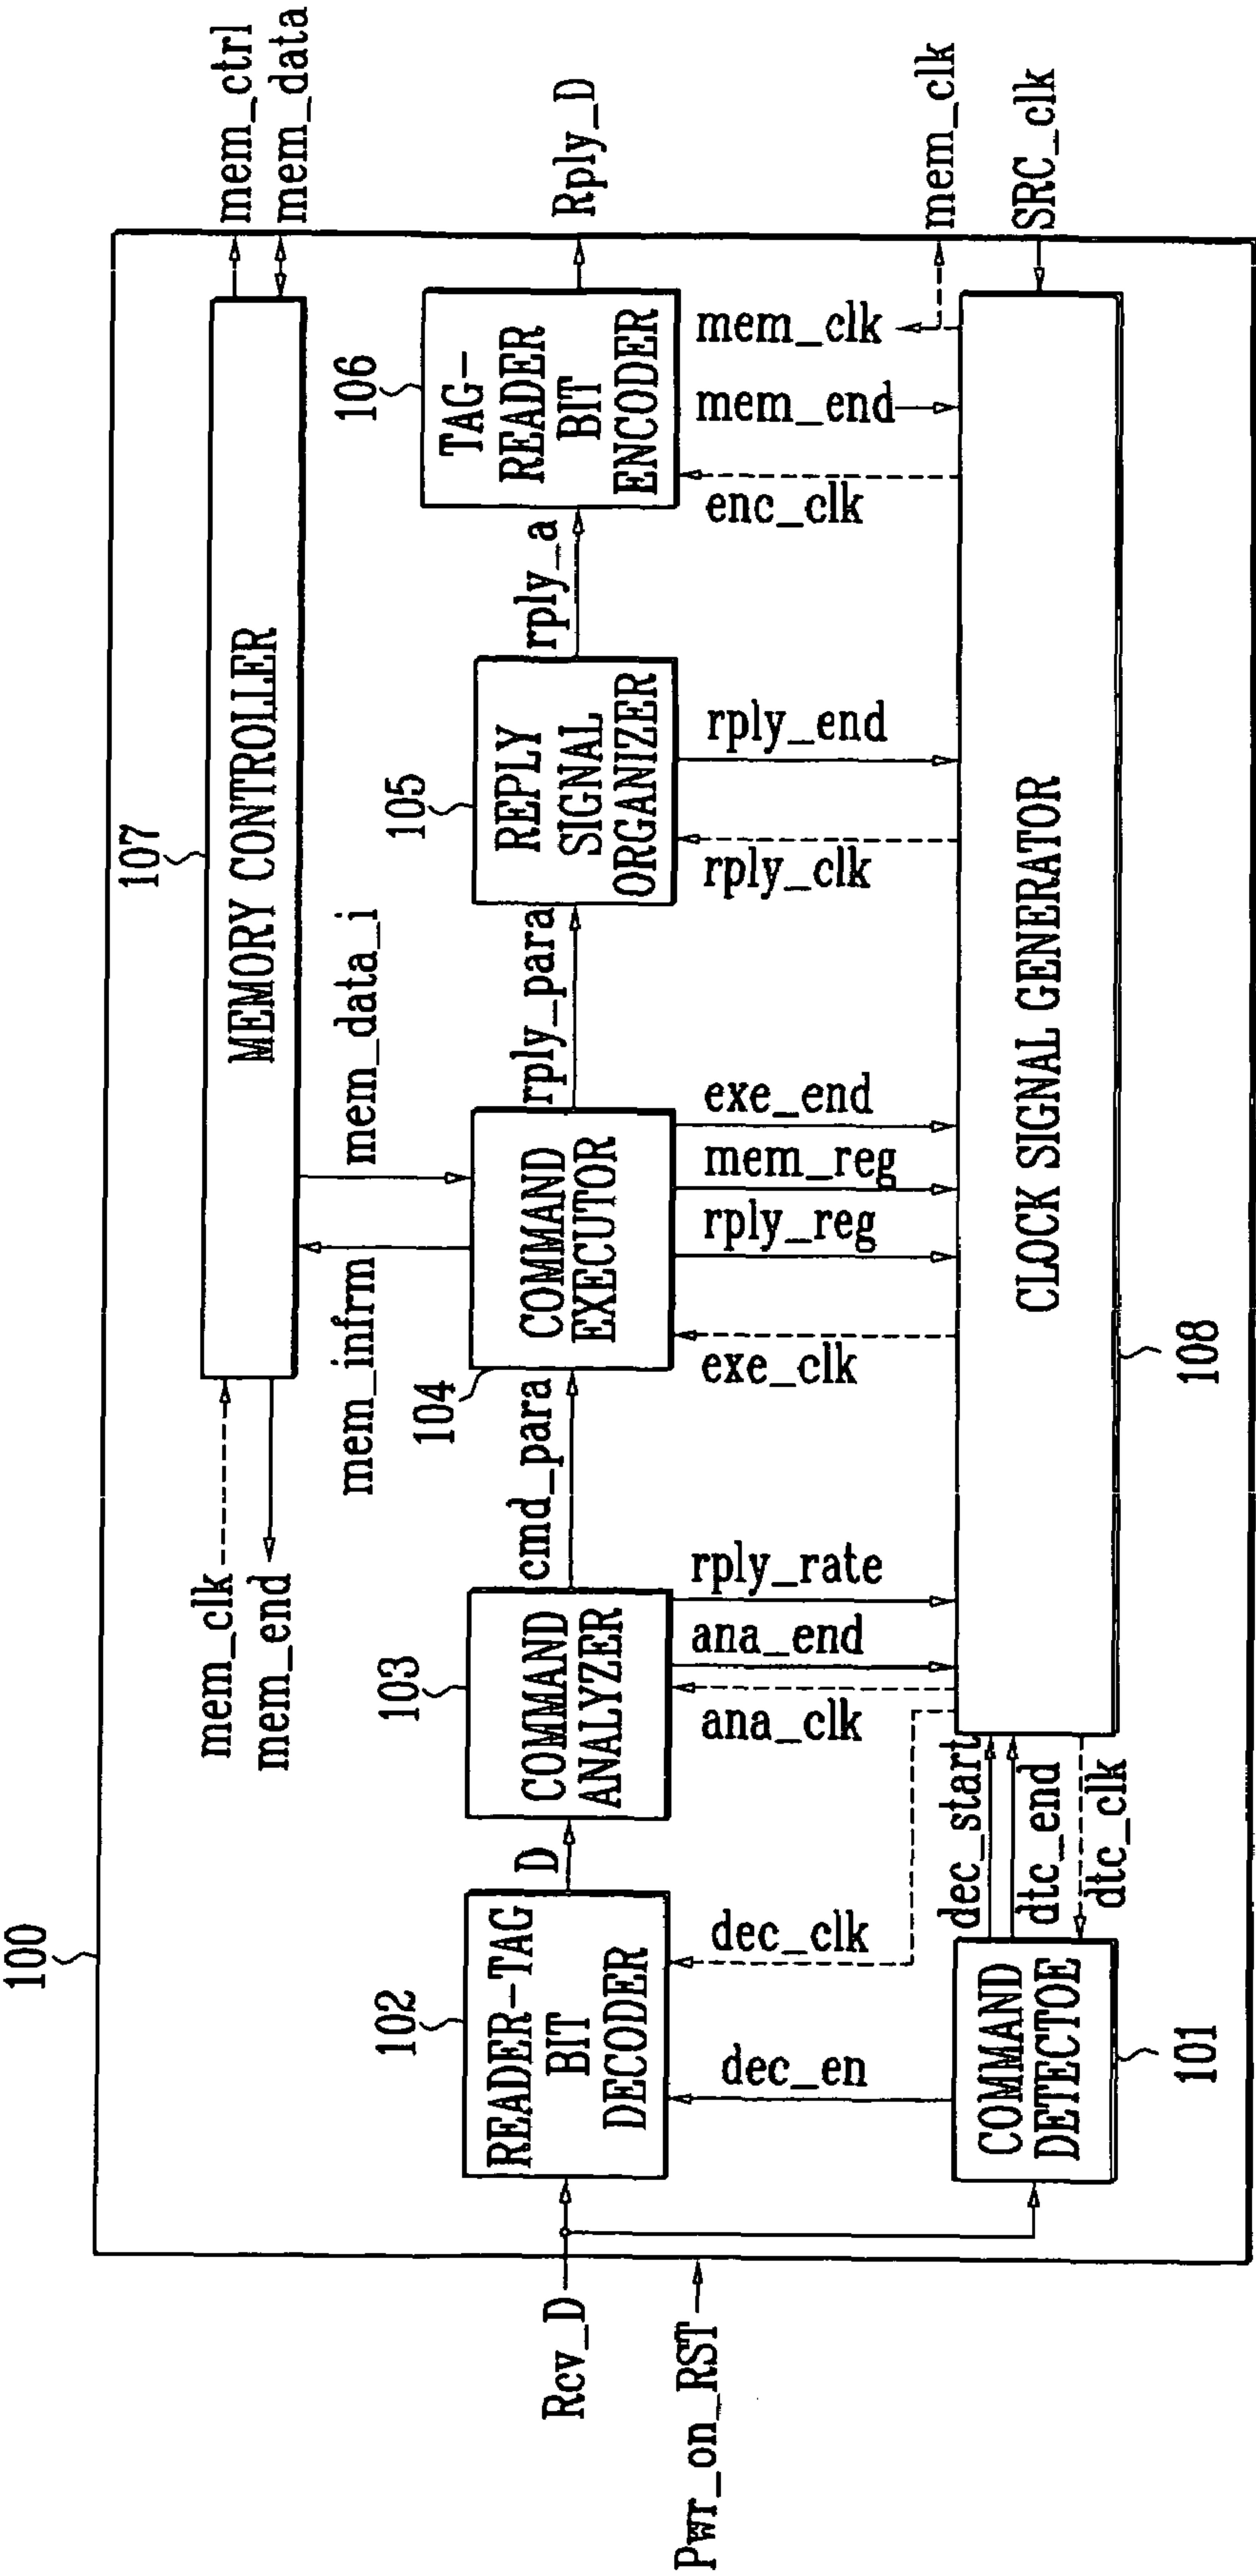 100
mem_ctrl
mem_data
107
MEMORY CONTROLLER
mem_clk
mem_end
mem_infrm
mem_data_i
102
READER-TAG
BIT
DECODER
D
103
COMMAND
ANALYZER
cmd_para
104
COMMAND
EXECUTOR
rply_para
105
REPLY
SIGNAL
ORGANIZER
rply_a
106
TAG-
READER
BIT
ENCODER
Rply_D
Rcv_D
Pwr_on_RST
dec_en
dec_clk
rply_rate
ana_end
ana_clk
exe_end
mem_reg
rply_reg
exe_clk
rply_end
rply_clk
mem_clk
mem_end
enc_clk
mem_clk
SRC_clk
COMMAND
DETECTOE
101
dec_start
dtc_end
dtc_clk
CLOCK SIGNAL GENERATOR
108